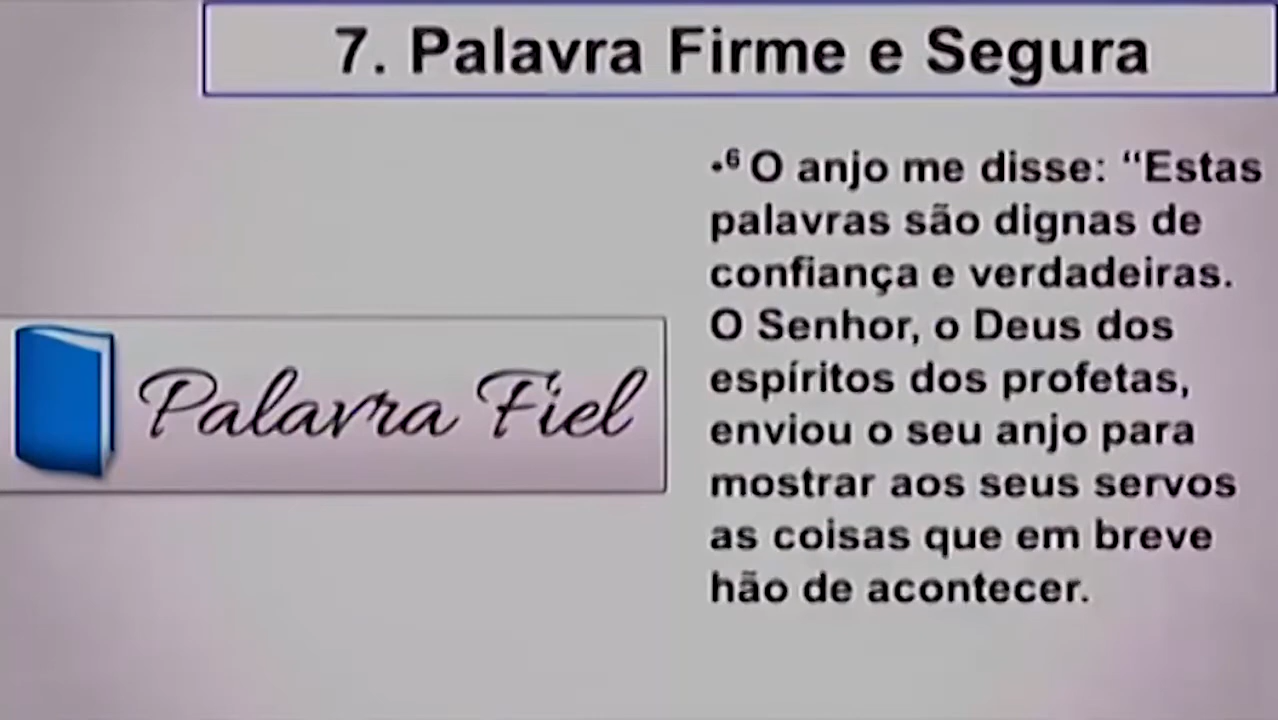 7. Palavra Firme e Segura
Palavra Fiel
•⁶ O anjo me disse: “Estas
palavras são dignas de
confiança e verdadeiras.
O Senhor, o Deus dos
espíritos dos profetas,
enviou o seu anjo para
mostrar aos seus servos
as coisas que em breve
hão de acontecer.